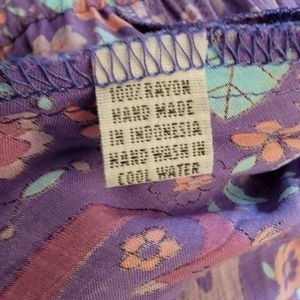 100% RAYON
HAND MADE
IN INDONESIA
HAND WASH IN
COOL WATER